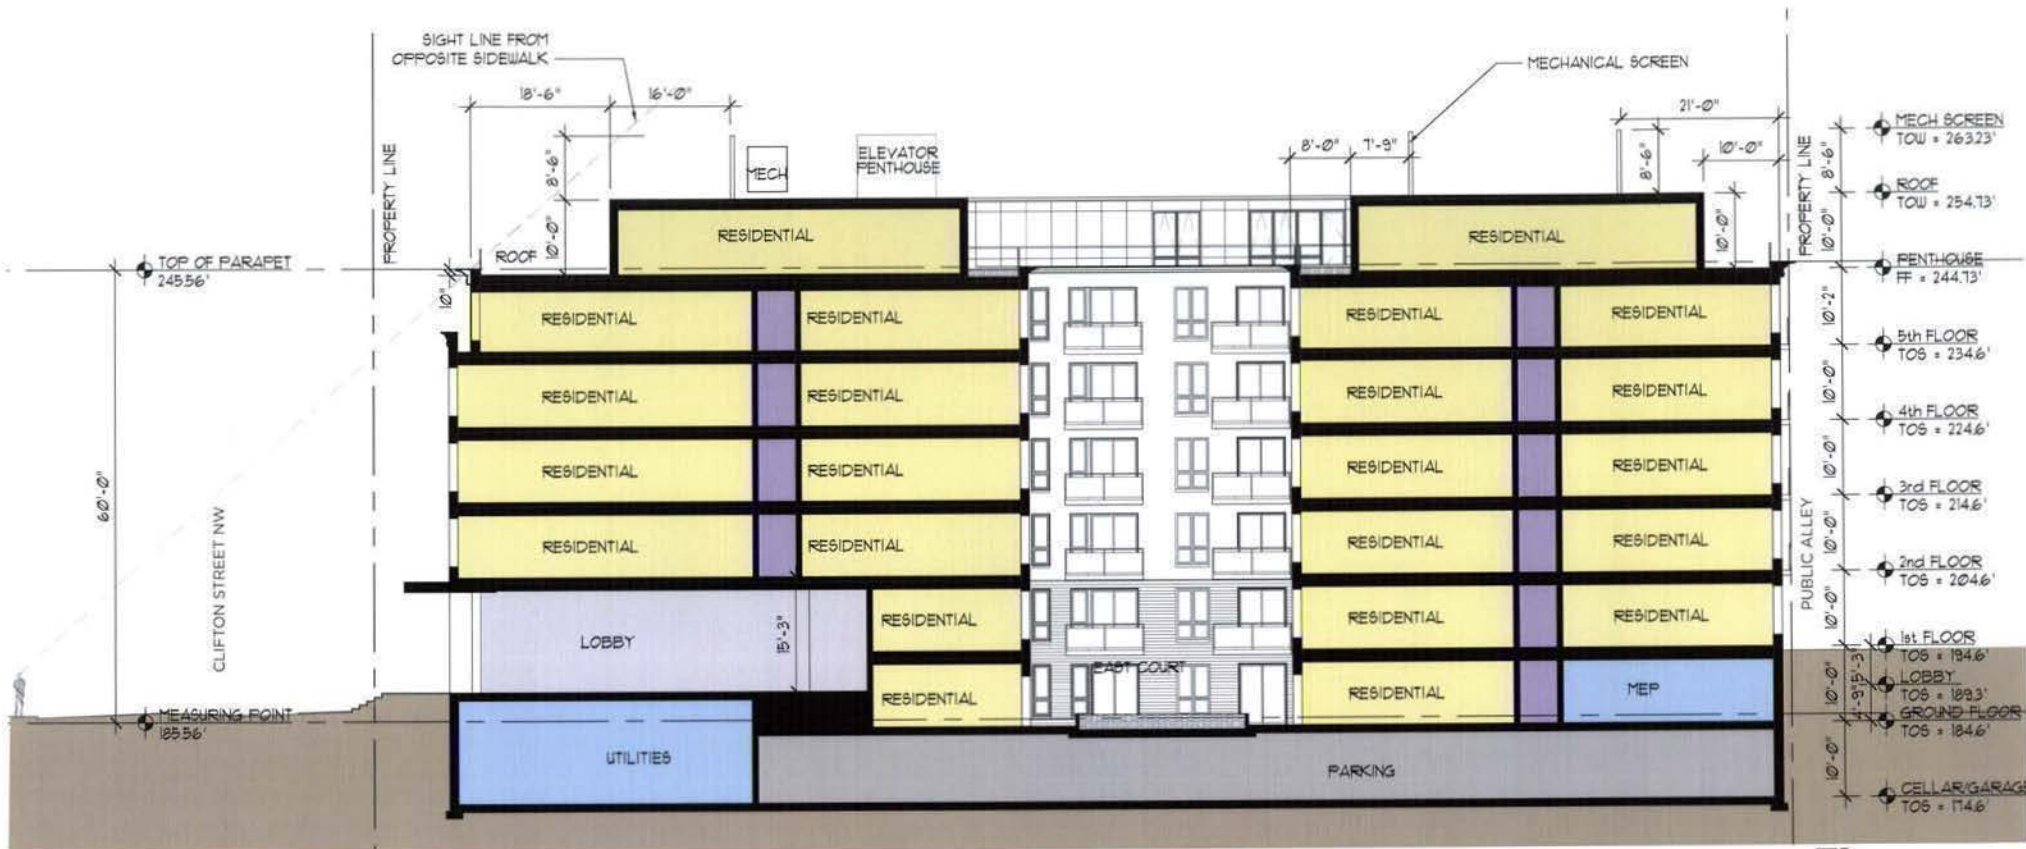 SIGHT LINE FROM
OPPOSITE SIDEWALK
MECHANICAL SCREEN
18'-6"
16'-0"
21'-0"
MECH SCREEN
TOW = 263.23'
PROPERTY LINE
8'-6"
MECH
ELEVATOR
PENTHOUSE
8'-0"
7'-9"
8'-6"
10'-0"
PROPERTY LINE
8'-6"
ROOF
TOW = 254.73'
10'-0"
RESIDENTIAL
RESIDENTIAL
10'-0"
10'-0"
ROOF
TOP OF PARAPET
245.56'
PENTHOUSE
FF = 244.73'
10"
RESIDENTIAL
RESIDENTIAL
RESIDENTIAL
RESIDENTIAL
10'-2"
5th FLOOR
TOS = 234.6'
RESIDENTIAL
RESIDENTIAL
RESIDENTIAL
RESIDENTIAL
10'-0"
4th FLOOR
TOS = 224.6'
RESIDENTIAL
RESIDENTIAL
RESIDENTIAL
RESIDENTIAL
10'-0"
60'-0"
3rd FLOOR
TOS = 214.6'
CLIFTON STREET NW
RESIDENTIAL
RESIDENTIAL
RESIDENTIAL
RESIDENTIAL
10'-0"
PUBLIC ALLEY
2nd FLOOR
TOS = 204.6'
LOBBY
15'-3"
RESIDENTIAL
RESIDENTIAL
RESIDENTIAL
10'-0"
1st FLOOR
TOS = 194.6'
EAST COURT
RESIDENTIAL
RESIDENTIAL
MEP
10'-0"
5'-3"
LOBBY
TOS = 189.3'
4'-9"
MEASURING POINT
185.56'
GROUND FLOOR
TOS = 184.6'
UTILITIES
PARKING
10'-0"
CELLAR/GARAGE
TOS = 174.6'